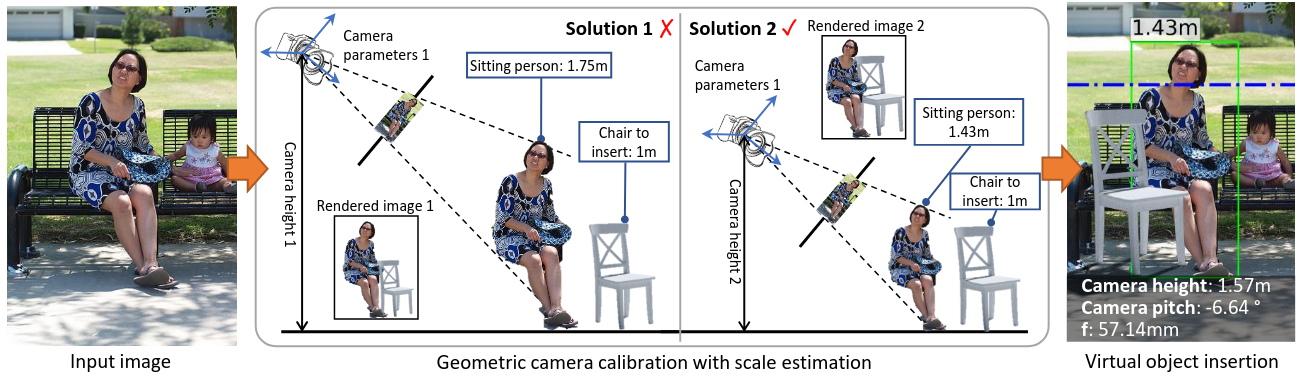 Input image
Camera
parameters 1
Solution 1 ✗
Sitting person: 1.75m
Chair to
insert: 1m
Camera height 1
Rendered image 1
Solution 2 ✓
Rendered image 2
Camera
parameters 1
Sitting person:
1.43m
Chair to
insert: 1m
Camera height 2
Geometric camera calibration with scale estimation
1.43m
Camera height: 1.57m
Camera pitch: -6.64 °
f: 57.14mm
Virtual object insertion